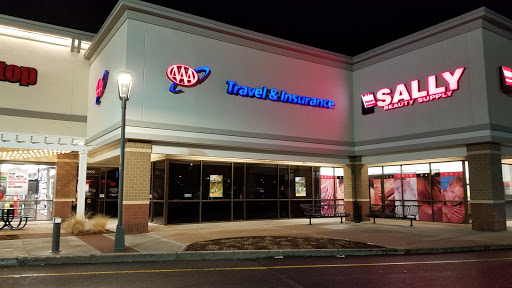 top
AAA
Travel & Insurance
SALLY
BEAUTY SUPPLY